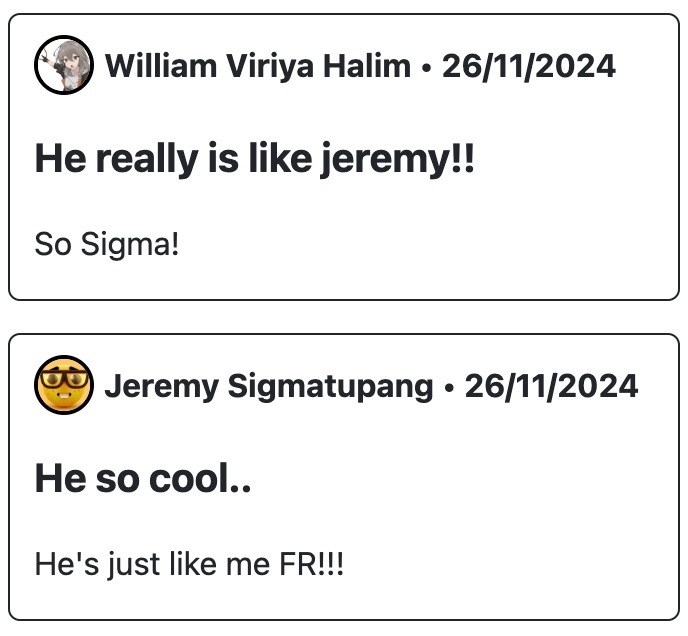 William Viriya Halim • 26/11/2024
He really is like jeremy!!
So Sigma!
Jeremy Sigmatupang • 26/11/2024
He so cool..
He's just like me FR!!!